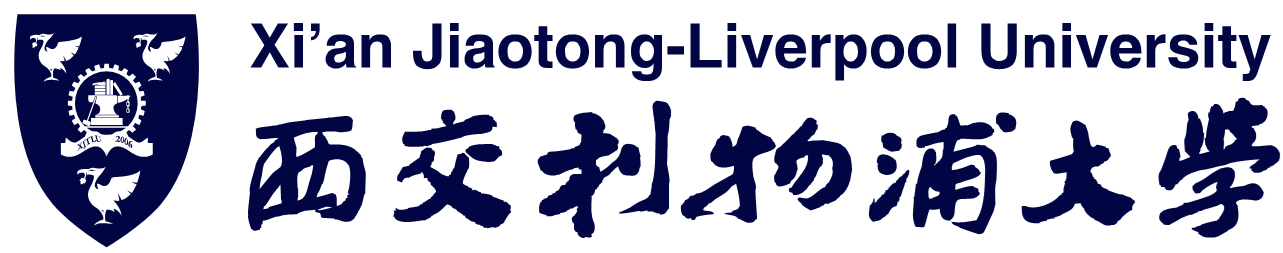 Xi’an Jiaotong-Liverpool University
西交利物浦大学
XJTLU 2006